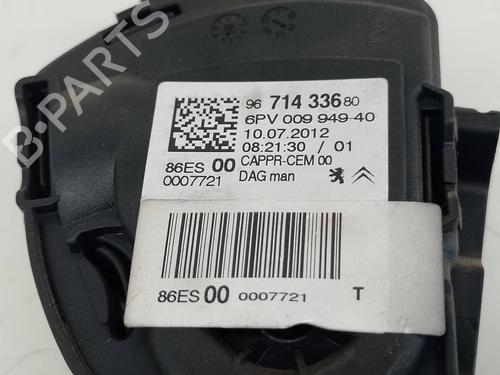 96 714 336 80
6PV 009 949-40
10.07.2012
08:21:30 / 01
86ES 00 CAPPR-CEM 00
0007721 DAG man
86ES 00 0007721 T